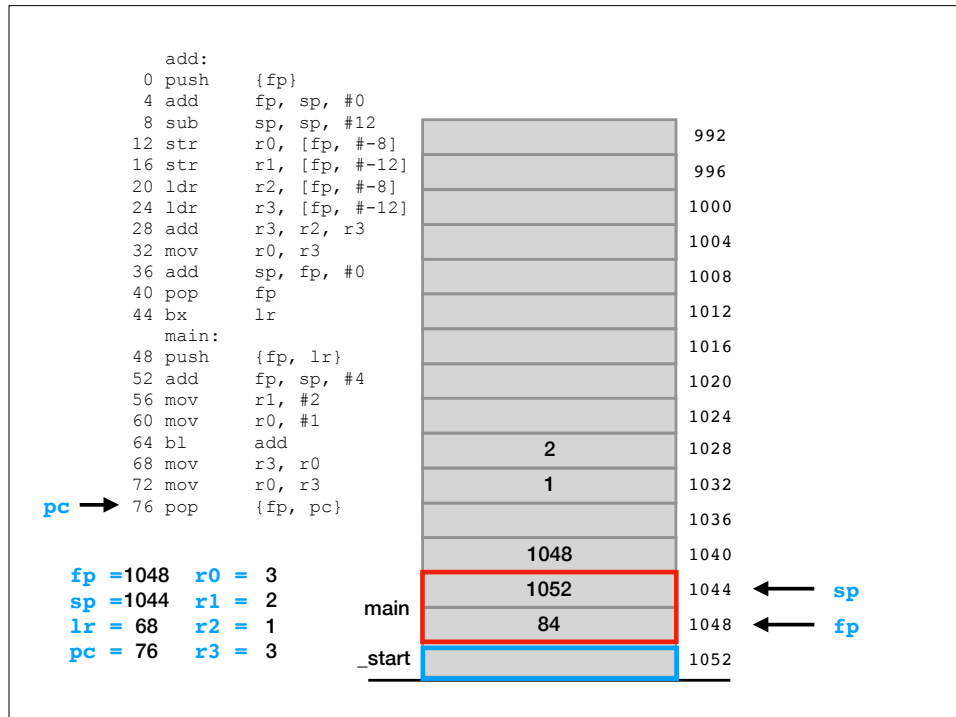 add:
0 push {fp}
4 add fp, sp, #0
8 sub sp, sp, #12
12 str r0, [fp, #-8]
16 str r1, [fp, #-12]
20 ldr r2, [fp, #-8]
24 ldr r3, [fp, #-12]
28 add r3, r2, r3
32 mov r0, r3
36 add sp, fp, #0
40 pop fp
44 bx lr
main:
48 push {fp, lr}
52 add fp, sp, #4
56 mov r1, #2
60 mov r0, #1
64 bl add
68 mov r3, r0
72 mov r0, r3
pc 76 pop {fp, pc}
fp =1048 r0 = 3
sp =1044 r1 = 2
lr = 68 r2 = 1
pc = 76 r3 = 3
992
996
1000
1004
1008
1012
1016
1020
1024
2 1028
1 1032
1036
1048 1040
1052 1044 sp
main
84 1048 fp
_start 1052